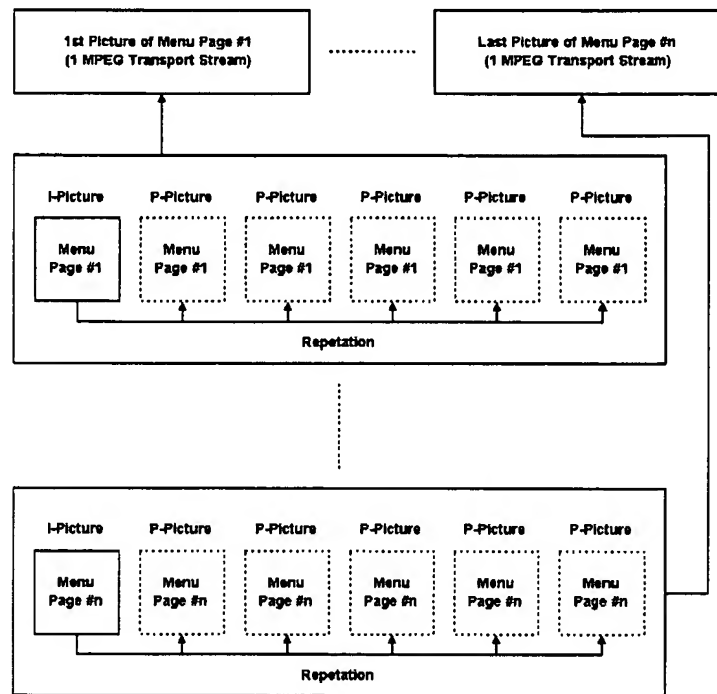 1st Picture of Menu Page #1
(1 MPEG Transport Stream)
Last Picture of Menu Page #n
(1 MPEG Transport Stream)
I-Picture P-Picture P-Picture P-Picture P-Picture P-Picture
Menu Menu Menu Menu Menu Menu
Page #1 Page #1 Page #1 Page #1 Page #1 Page #1
Repetation
I-Picture P-Picture P-Picture P-Picture P-Picture P-Picture
Menu Menu Menu Menu Menu Menu
Page #n Page #n Page #n Page #n Page #n Page #n
Repetation